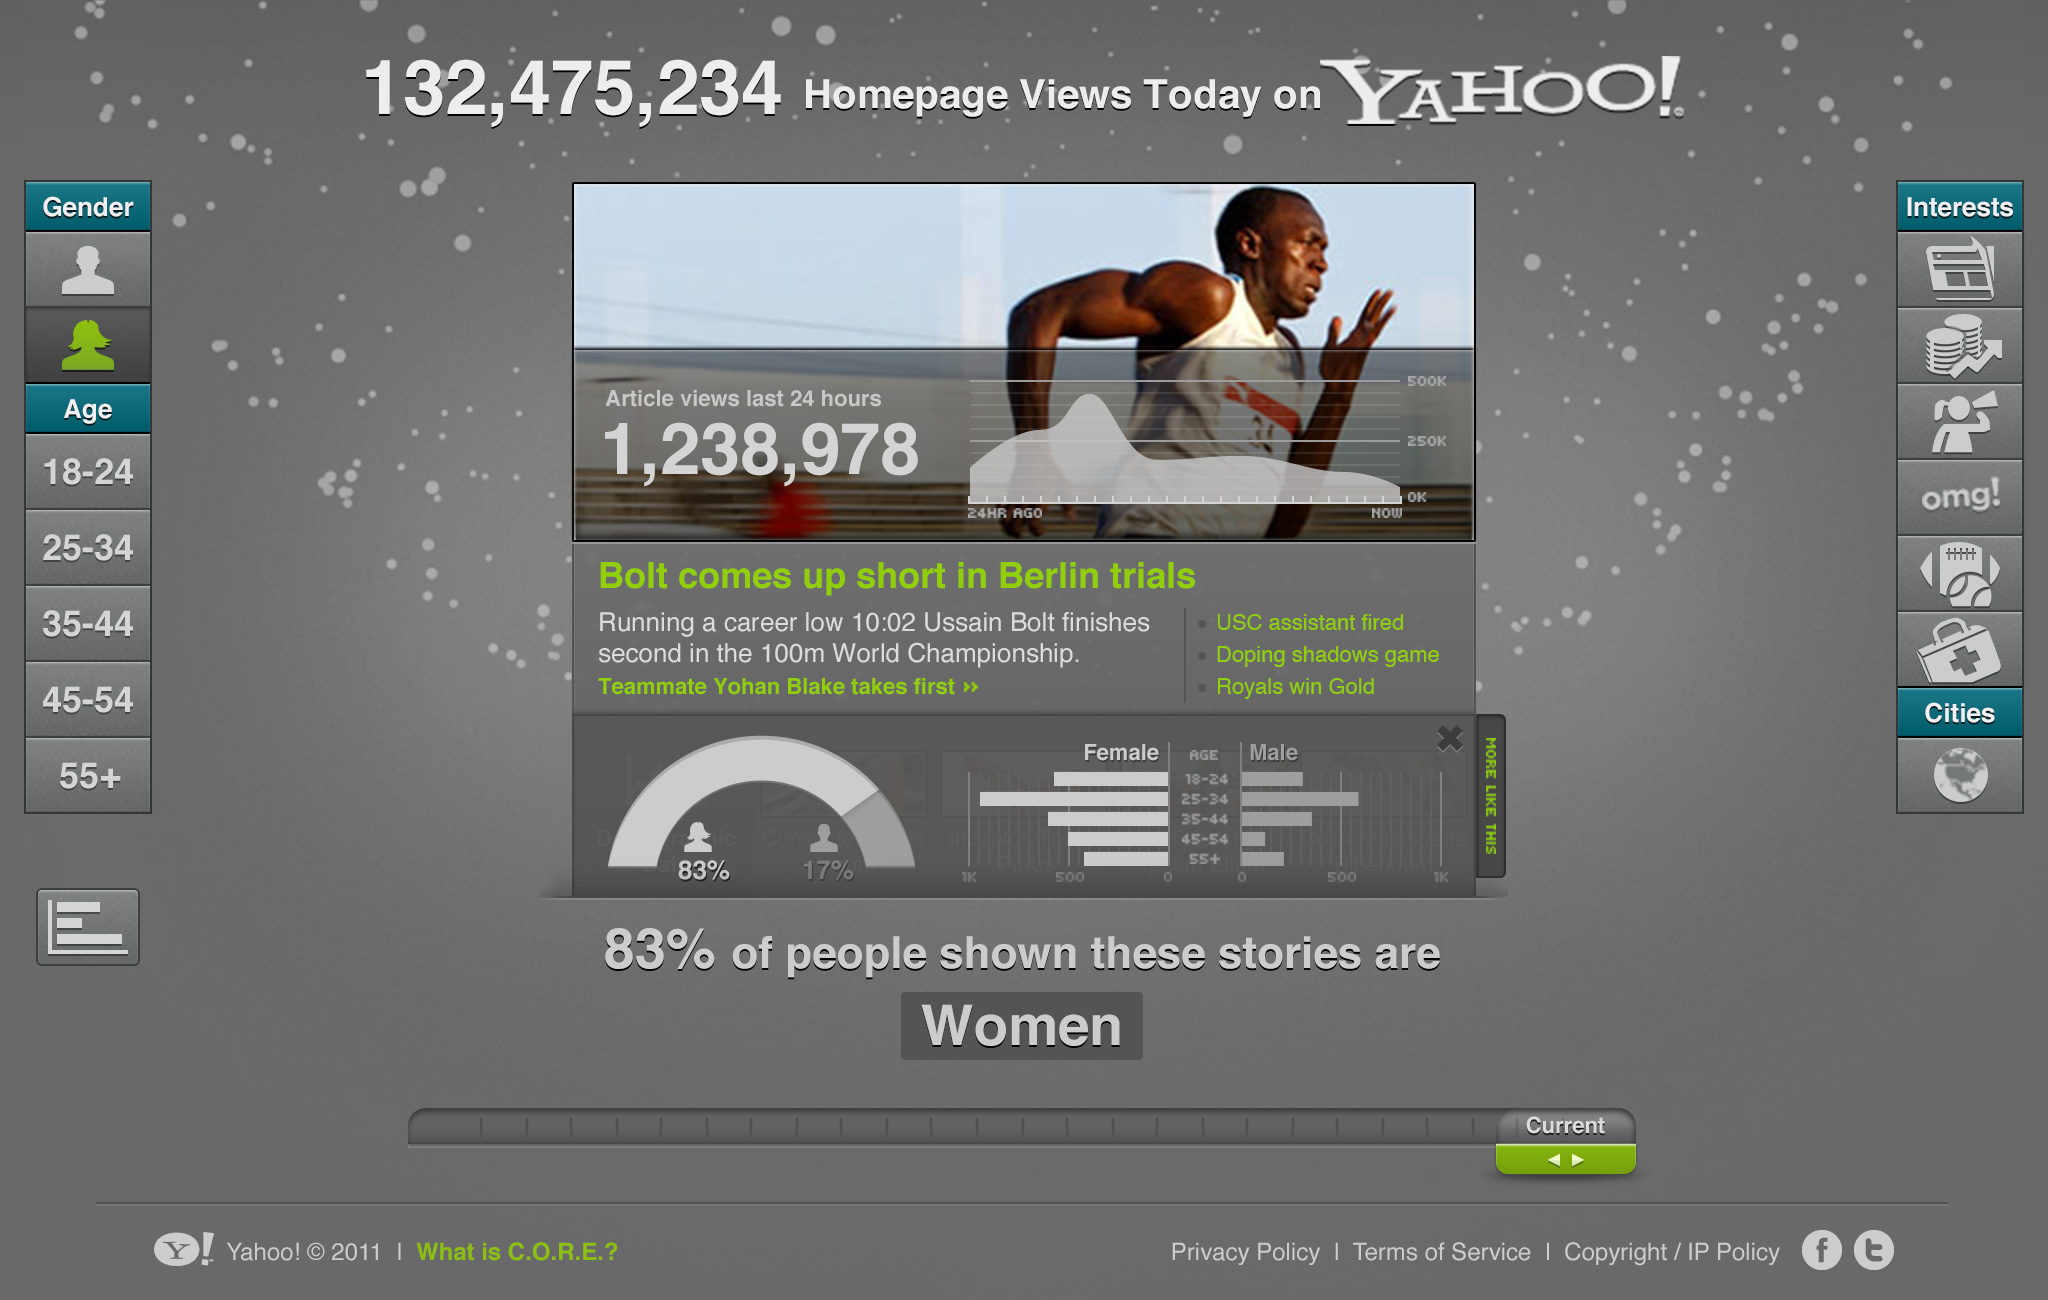 132,475,234 Homepage Views Today on YAHOO!
Gender
Age
18-24
25-34
35-44
45-54
55+
Article views last 24 hours
1,238,978
500K
250K
0K
24HR AGO
NOW
Bolt comes up short in Berlin trials
Running a career low 10:02 Ussain Bolt finishes
second in the 100m World Championship.
Teammate Yohan Blake takes first ››
USC assistant fired
Doping shadows game
Royals win Gold
83%
17%
Female AGE Male
18-24
25-34
35-44
45-54
55+
1K 500 0 0 500 1K
MORE LIKE THIS
Interests
omg!
Cities
83% of people shown these stories are
Women
Current
Y! Yahoo! © 2011 | What is C.O.R.E.?
Privacy Policy | Terms of Service | Copyright / IP Policy f t